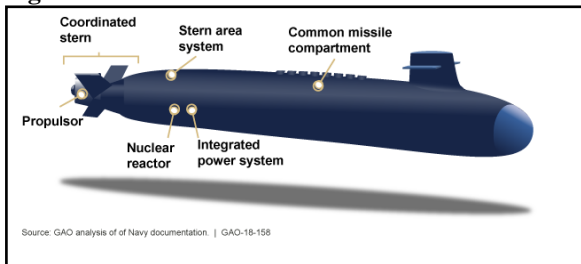 Coordinated
stern
Stern area
system
Common missile
compartment
Propulsor
Nuclear
reactor
Integrated
power system
Source: GAO analysis of of Navy documentation. | GAO-18-158